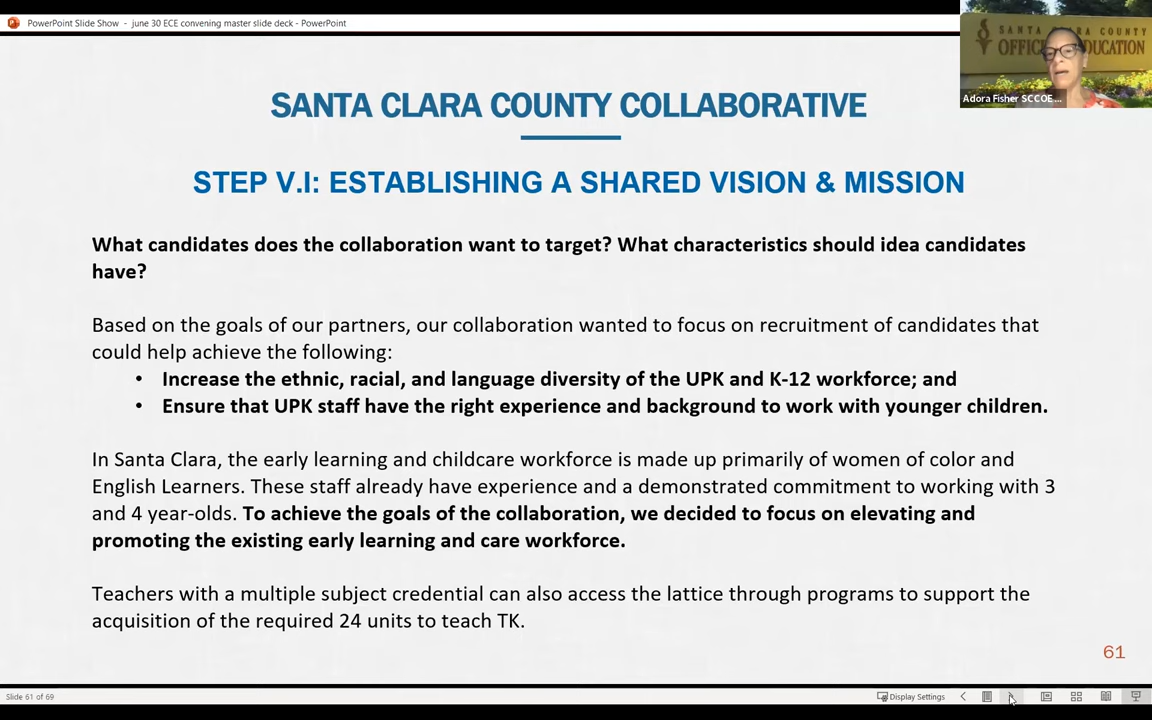 PowerPoint Slide Show - june 30 ECE convening master slide deck - PowerPoint
SANTA CLARA COUNTY
OFFICE OF EDUCATION
Adora Fisher SCCOE ...
SANTA CLARA COUNTY COLLABORATIVE
STEP V.I: ESTABLISHING A SHARED VISION & MISSION
What candidates does the collaboration want to target? What characteristics should idea candidates
have?
Based on the goals of our partners, our collaboration wanted to focus on recruitment of candidates that
could help achieve the following:
• Increase the ethnic, racial, and language diversity of the UPK and K-12 workforce; and
• Ensure that UPK staff have the right experience and background to work with younger children.
In Santa Clara, the early learning and childcare workforce is made up primarily of women of color and
English Learners. These staff already have experience and a demonstrated commitment to working with 3
and 4 year-olds. To achieve the goals of the collaboration, we decided to focus on elevating and
promoting the existing early learning and care workforce.
Teachers with a multiple subject credential can also access the lattice through programs to support the
acquisition of the required 24 units to teach TK.
61
Slide 61 of 69
Display Settings